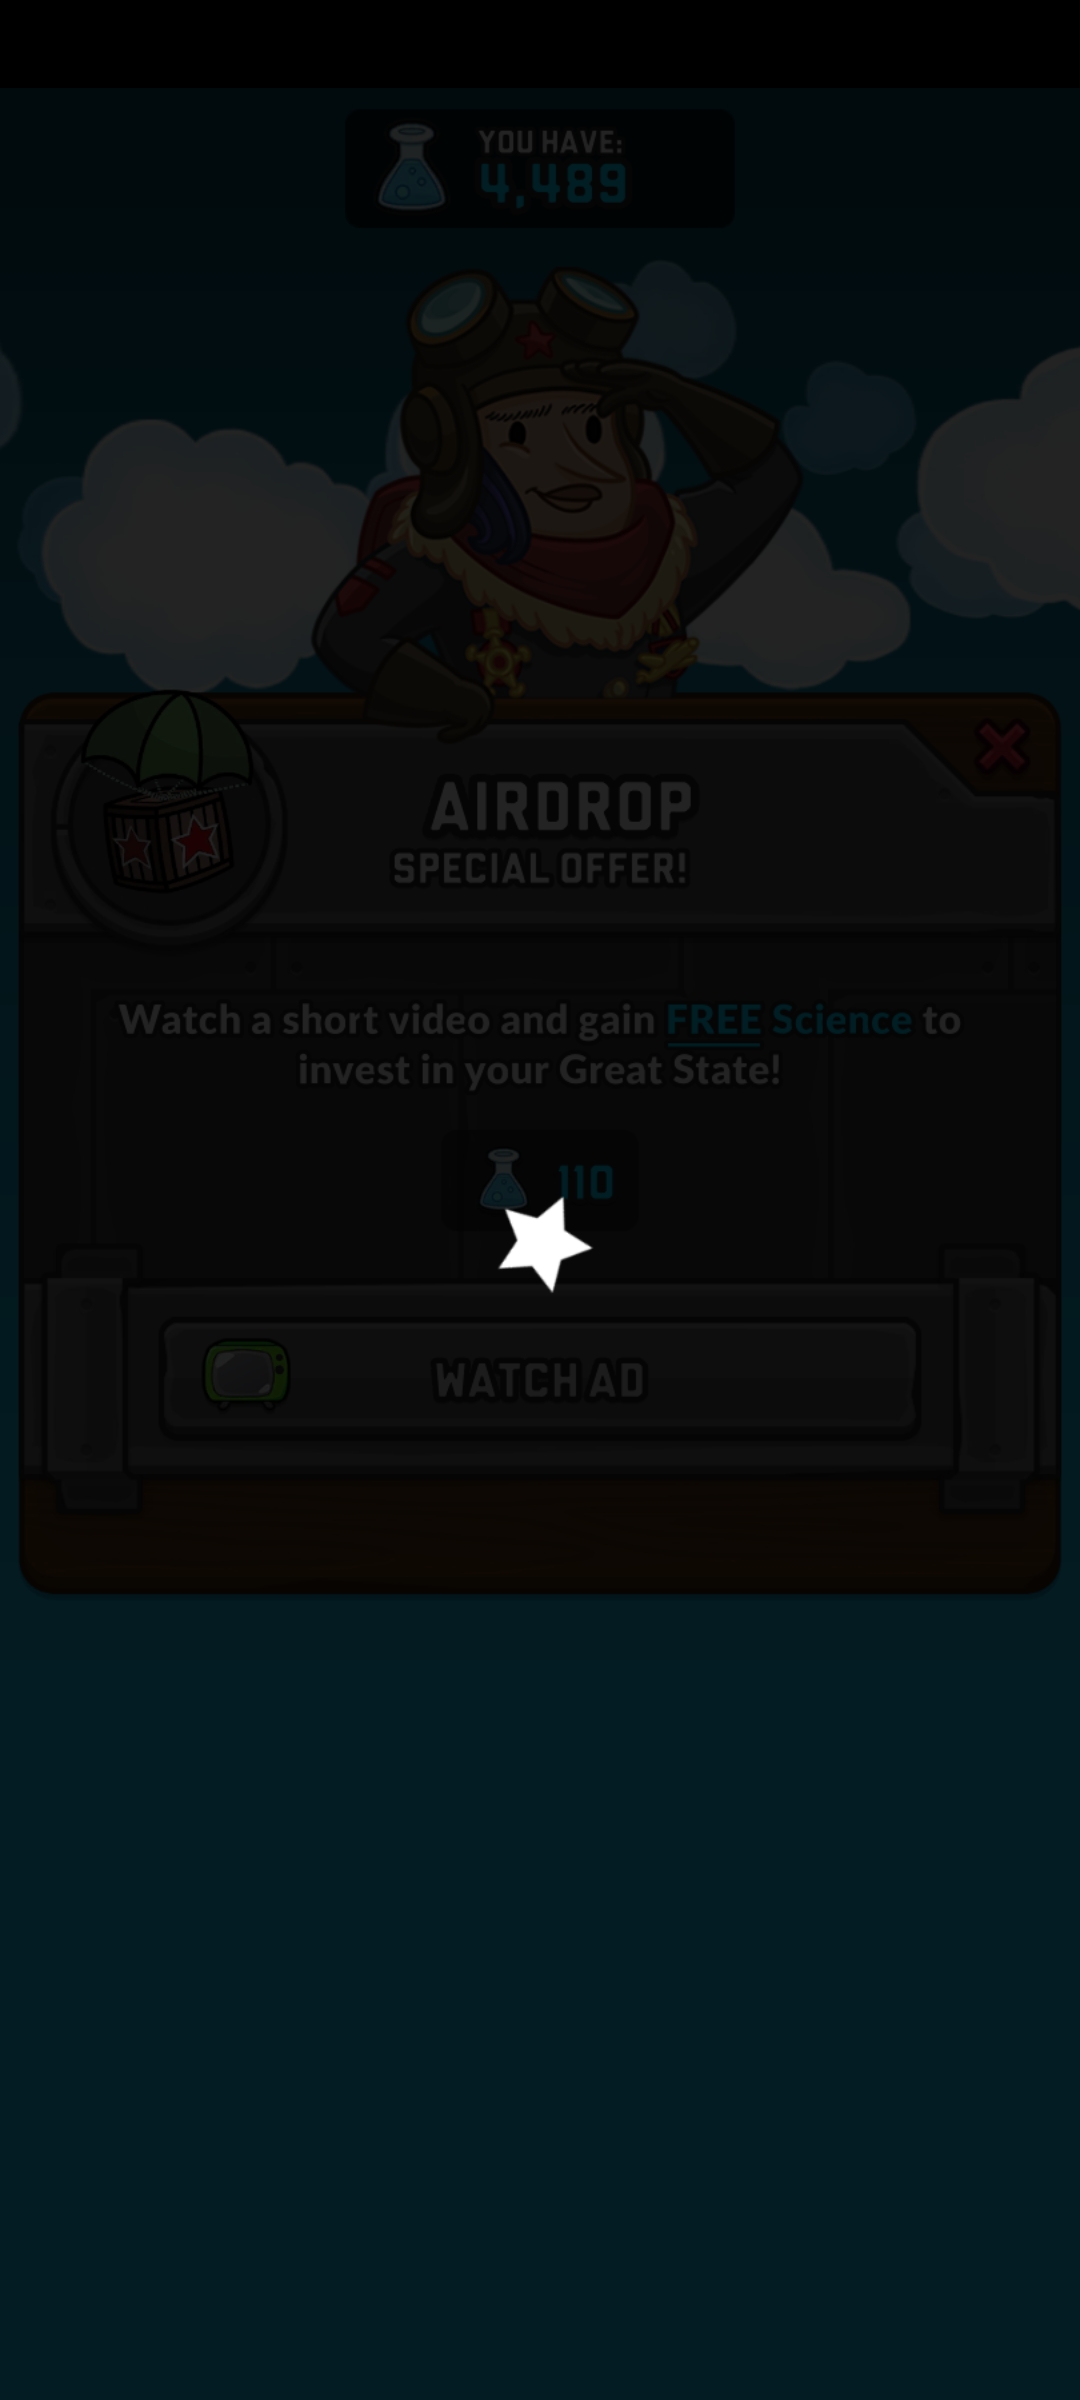 YOU HAVE:
4,489
AIRDROP
SPECIAL OFFER!
Watch a short video and gain FREE Science to
invest in your Great State!
110
WATCH AD